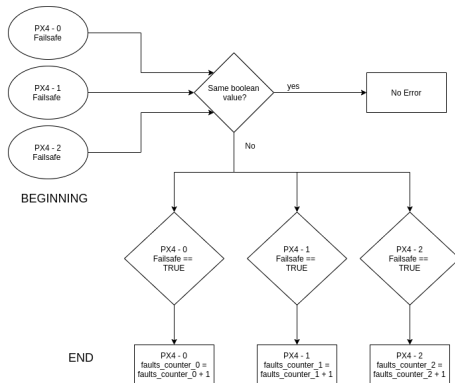 PX4 - 0
Failsafe
PX4 - 1
Failsafe
PX4 - 2
Failsafe
Same boolean
value?
yes
No Error
No
BEGINNING
PX4 - 0
Failsafe ==
TRUE
PX4 - 1
Failsafe ==
TRUE
PX4 - 2
Failsafe ==
TRUE
END
PX4 - 0
faults_counter_0 =
faults_counter_0 + 1
PX4 - 1
faults_counter_1 =
faults_counter_1 + 1
PX4 - 2
faults_counter_2 =
faults_counter_2 + 1